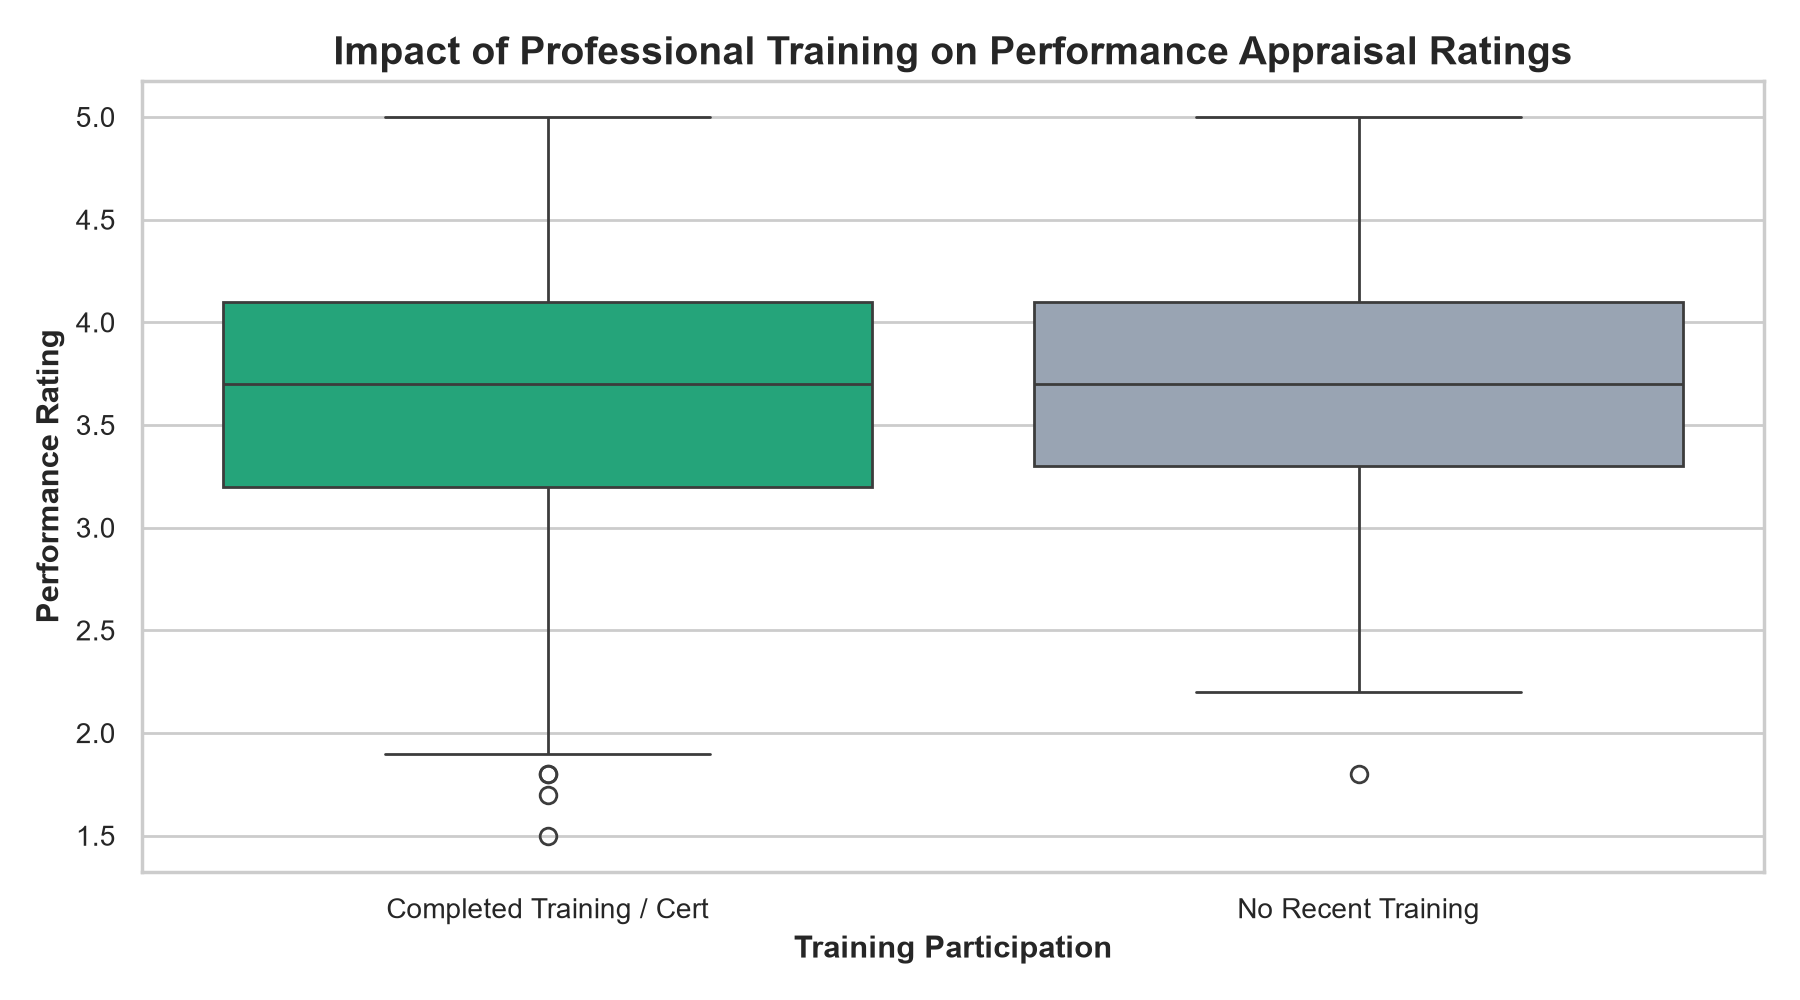 Impact of Professional Training on Performance Appraisal Ratings
Performance Rating
5.0
4.5
4.0
3.5
3.0
2.5
2.0
1.5
Completed Training / Cert
No Recent Training
Training Participation